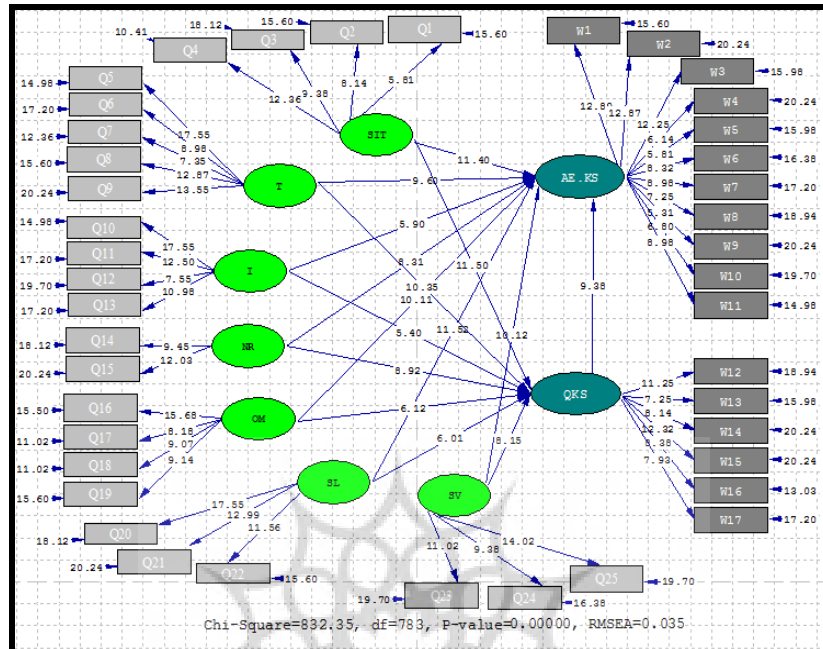 10.41 Q4
18.12 Q3
15.60 Q2
Q1 15.60
12.36 9.38 8.14 5.81
SIT
14.98 Q5
17.20 Q6
12.36 Q7
15.60 Q8
20.24 Q9
17.55
8.98
7.35
12.87
13.55
T
14.98 Q10
17.20 Q11
19.70 Q12
17.20 Q13
17.55
12.50
7.55
10.98
I
18.12 Q14
20.24 Q15
9.45
12.03
NR
15.50 Q16
11.02 Q17
11.02 Q18
15.60 Q19
15.68
8.18
9.07
9.14
OM
18.12 Q20
20.24 Q21
Q22 15.60
17.55
12.99
11.56
SL
19.70 Q23
Q24 16.38
Q25 19.70
11.02
9.38
14.02
SV
11.40
9.60
5.90
8.31
10.11
11.52
10.12
11.50
10.35
5.40
8.92
6.12
6.01
8.15
9.38
AE.KS
W1 15.60
W2 20.24
W3 15.98
W4 20.24
W5 15.98
W6 16.38
W7 17.20
W8 18.94
W9 20.24
W10 19.70
W11 14.98
12.87
12.25
6.14
5.81
8.32
8.98
7.25
5.31
6.80
8.98
QKS
W12 18.94
W13 15.98
W14 20.24
W15 20.24
W16 13.03
W17 17.20
11.25
7.25
8.14
12.32
8.38
7.93
Chi-Square=832.35, df=783, P-value=0.00000, RMSEA=0.035